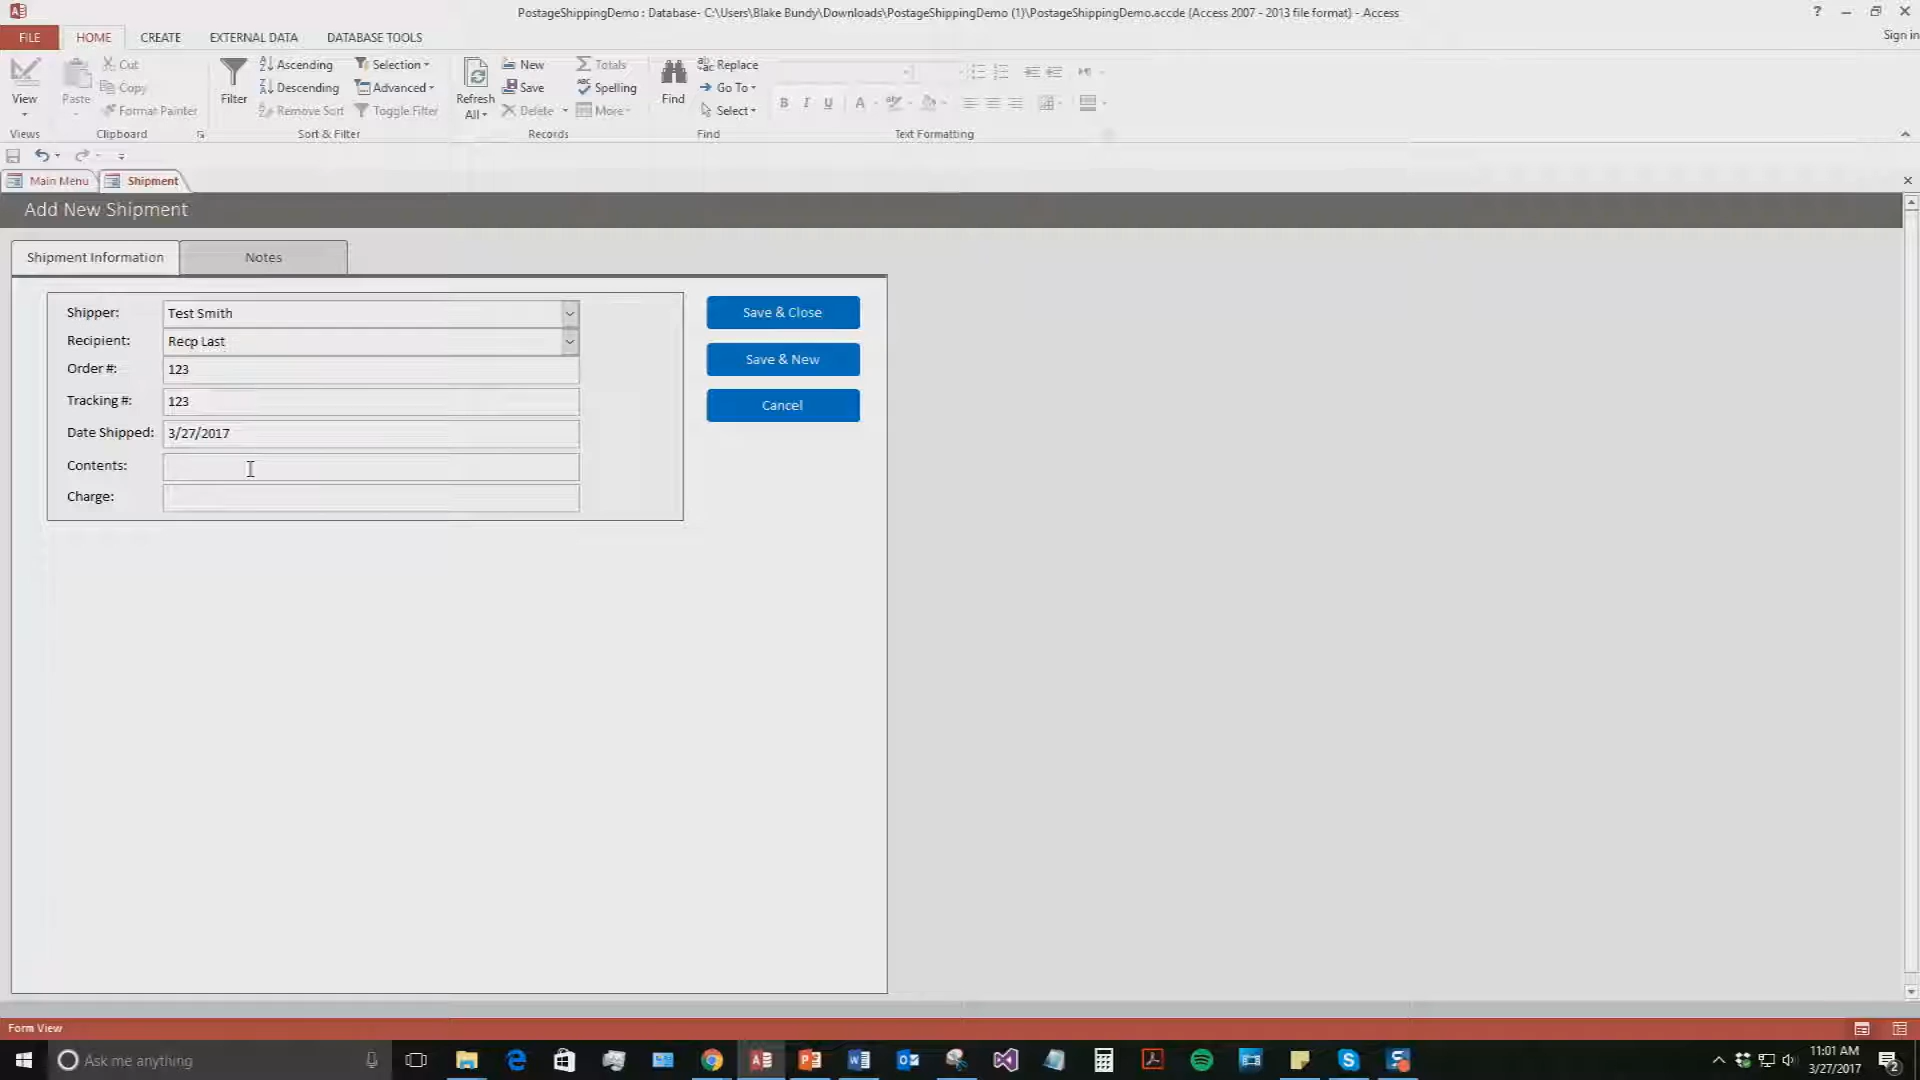 PostageShippingDemo : Database- C:\Users\Blake Bundy\Downloads\PostageShippingDemo (1)\PostageShippingDemo.accde (Access 2007 - 2013 file format) - Access
?
FILE HOME CREATE EXTERNAL DATA DATABASE TOOLS Sign in
View
Views
Paste
Cut
Copy
Format Painter
Clipboard
Filter
Ascending
Descending
Remove Sort
Selection
Advanced
Toggle Filter
Sort & Filter
Refresh
All
New
Save
Delete
Totals
Spelling
More
Records
Find
Replace
Go To
Select
Find
B I U A
Text Formatting
Main Menu Shipment
Add New Shipment
Shipment Information Notes
Shipper: Test Smith
Recipient: Recp Last
Order #: 123
Tracking #: 123
Date Shipped: 3/27/2017
Contents:
Charge:
Save & Close
Save & New
Cancel
Form View
Ask me anything
11:01 AM
3/27/2017
2